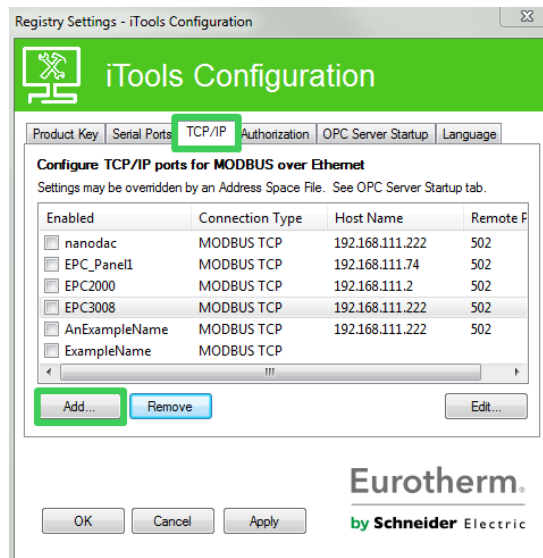 Registry Settings - iTools Configuration
iTools Configuration
Product Key Serial Ports TCP/IP Authorization OPC Server Startup Language
Configure TCP/IP ports for MODBUS over Ethernet
Settings may be overridden by an Address Space File. See OPC Server Startup tab.
Enabled Connection Type Host Name Remote P
nanodac MODBUS TCP 192.168.111.222 502
EPC_Panel1 MODBUS TCP 192.168.111.74 502
EPC2000 MODBUS TCP 192.168.111.2 502
EPC3008 MODBUS TCP 192.168.111.222 502
AnExampleName MODBUS TCP 192.168.111.222 502
ExampleName MODBUS TCP
Add... Remove Edit...
Eurotherm®
by Schneider Electric
OK Cancel Apply